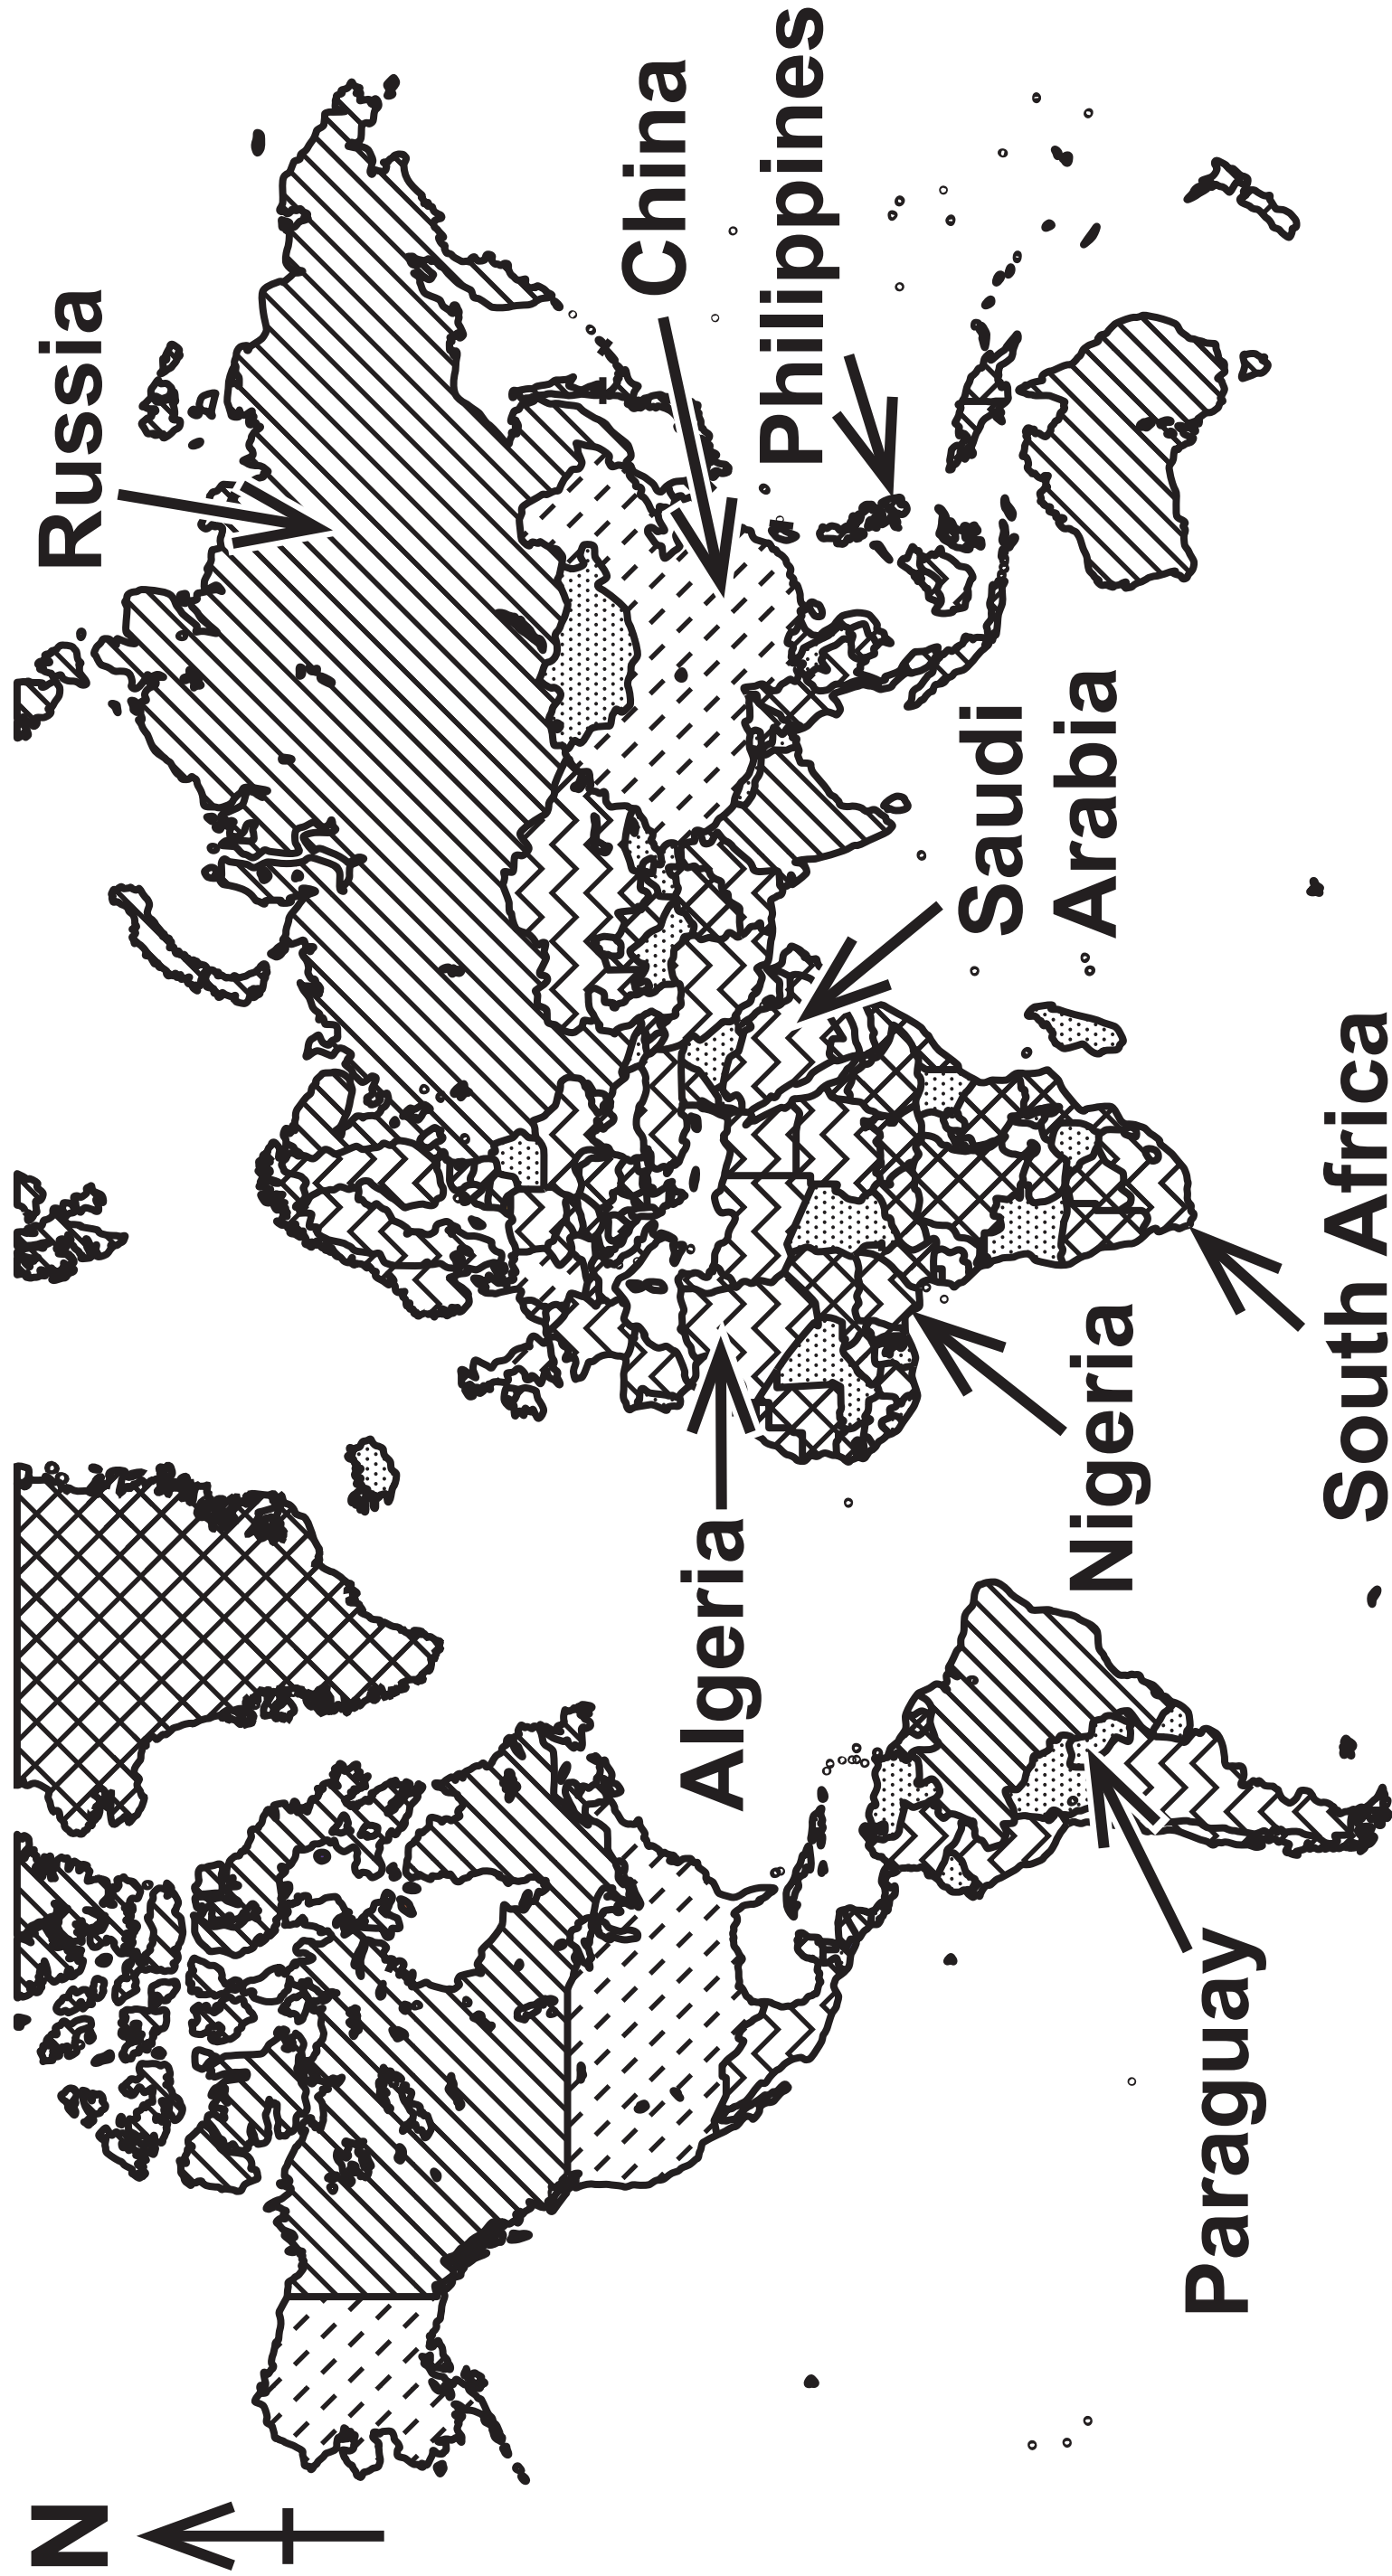 N
Russia
China
Philippines
Saudi
Arabia
Algeria
Nigeria
South Africa
Paraguay